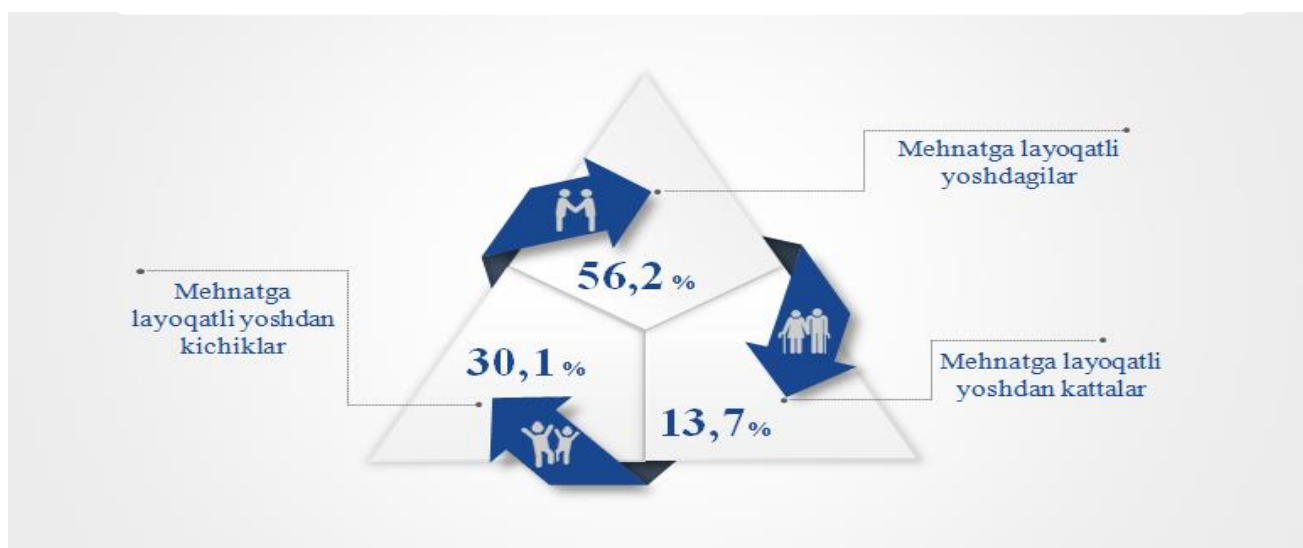 Mehnatga layoqatli
yoshdagilar
56,2 %
Mehnatga
layoqatli yoshdan
kichiklar
30,1 %
Mehnatga layoqatli
yoshdan kattalar
13,7 %